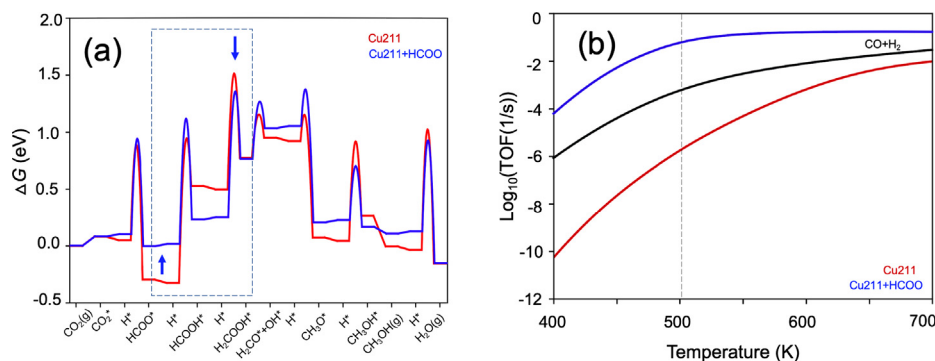 (a)
Cu211
Cu211+HCOO
ΔG (eV)
2.0
1.5
1.0
0.5
0.0
-0.5
CO₂(g)
CO₂*
H*
HCOO*
H*
HCOOH*
H*
H₂COOH*
H₂CO*+OH*
H*
CH₃O*
H*
CH₃OH*
CH₃OH(g)
H*
H₂O(g)
(b)
CO+H₂
Cu211
Cu211+HCOO
Log₁₀(TOF(1/s))
0
-2
-4
-6
-8
-10
-12
400
500
600
700
Temperature (K)